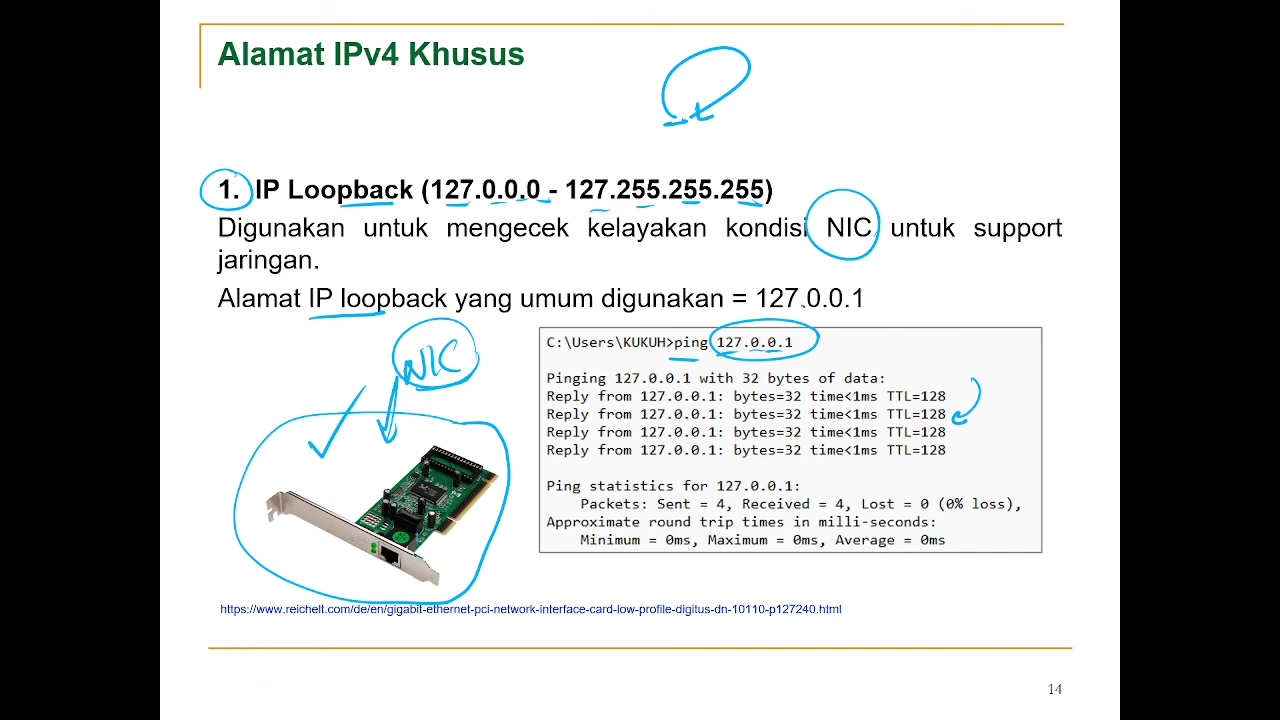 Alamat IPv4 Khusus
1. IP Loopback (127.0.0.0 - 127.255.255.255)
Digunakan untuk mengecek kelayakan kondisi NIC untuk support
jaringan.
Alamat IP loopback yang umum digunakan = 127.0.0.1
NIC
C:\Users\KUKUH>ping 127.0.0.1
Pinging 127.0.0.1 with 32 bytes of data:
Reply from 127.0.0.1: bytes=32 time<1ms TTL=128
Reply from 127.0.0.1: bytes=32 time<1ms TTL=128
Reply from 127.0.0.1: bytes=32 time<1ms TTL=128
Reply from 127.0.0.1: bytes=32 time<1ms TTL=128
Ping statistics for 127.0.0.1:
Packets: Sent = 4, Received = 4, Lost = 0 (0% loss),
Approximate round trip times in milli-seconds:
Minimum = 0ms, Maximum = 0ms, Average = 0ms
https://www.reichelt.com/de/en/gigabit-ethernet-pci-network-interface-card-low-profile-digitus-dn-10110-p127240.html
14